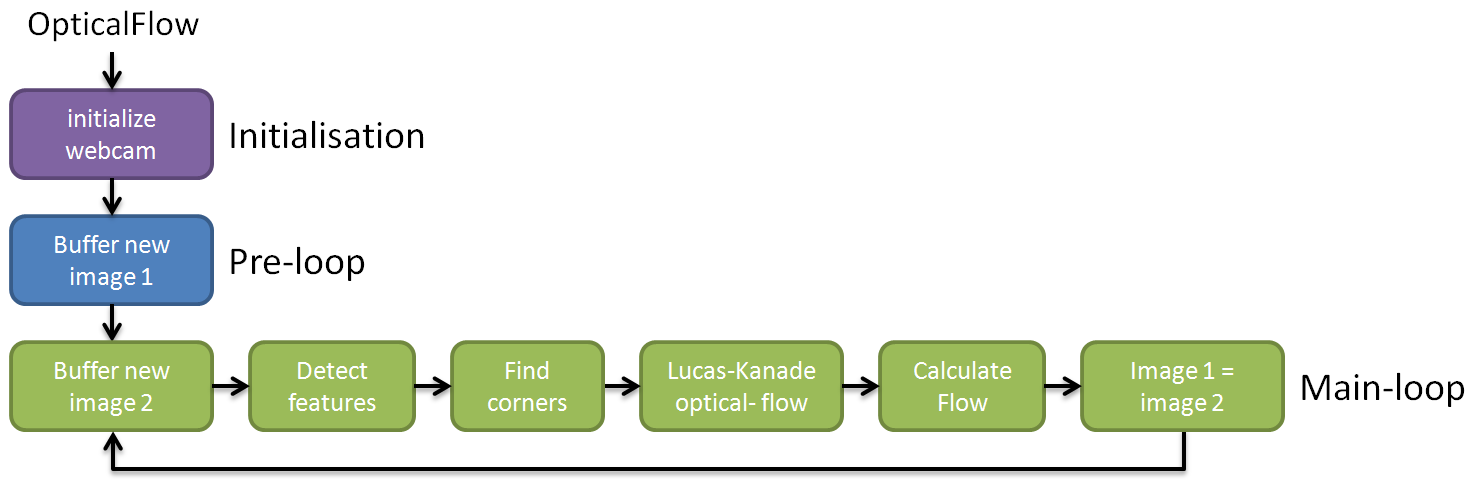 OpticalFlow
initialize
webcam
Initialisation
Buffer new
image 1
Pre-loop
Buffer new
image 2
Detect
features
Find
corners
Lucas-Kanade
optical- flow
Calculate
Flow
Image 1 =
image 2
Main-loop